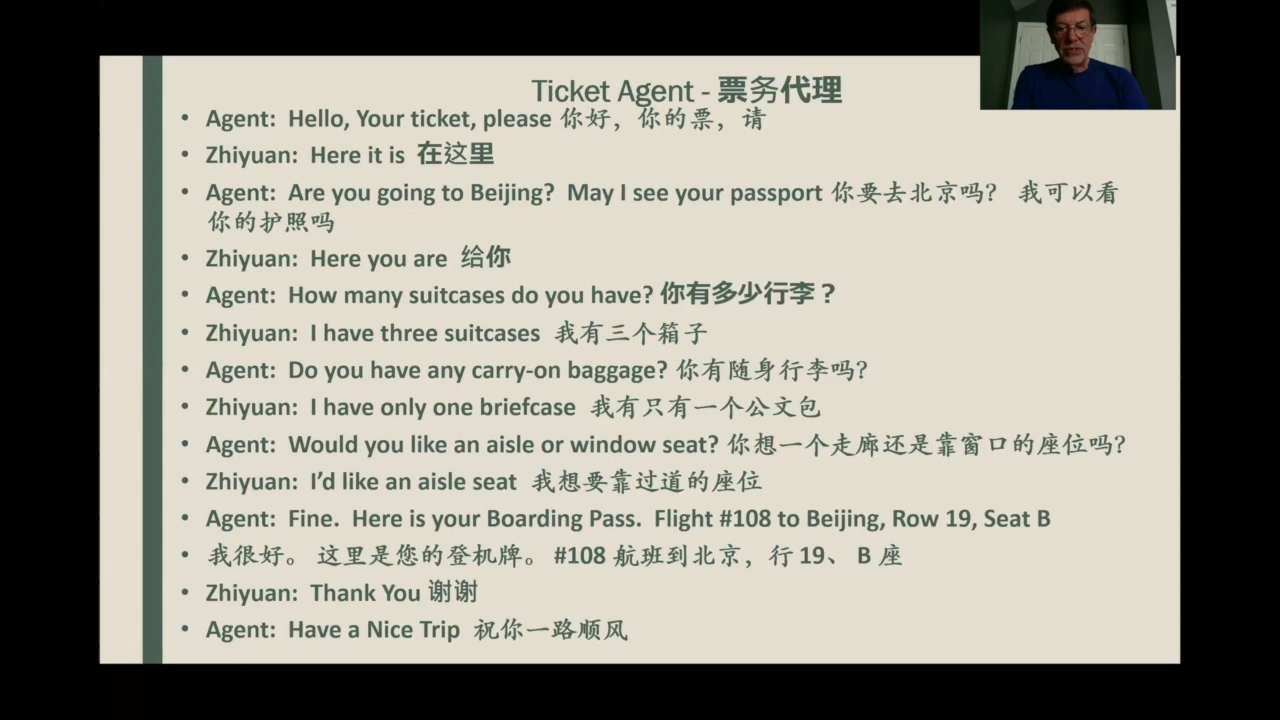 Ticket Agent - 票务代理
• Agent: Hello, Your ticket, please 你好，你的票，请
• Zhiyuan: Here it is 在这里
• Agent: Are you going to Beijing? May I see your passport 你要去北京吗？ 我可以看
你的护照吗
• Zhiyuan: Here you are 给你
• Agent: How many suitcases do you have? 你有多少行李？
• Zhiyuan: I have three suitcases 我有三个箱子
• Agent: Do you have any carry-on baggage? 你有随身行李吗？
• Zhiyuan: I have only one briefcase 我有只有一个公文包
• Agent: Would you like an aisle or window seat? 你想一个走廊还是靠窗口的座位吗？
• Zhiyuan: I’d like an aisle seat 我想要靠过道的座位
• Agent: Fine. Here is your Boarding Pass. Flight #108 to Beijing, Row 19, Seat B
• 我很好。 这里是您的登机牌。 #108 航班到北京，行 19、 B 座
• Zhiyuan: Thank You 谢谢
• Agent: Have a Nice Trip 祝你一路顺风